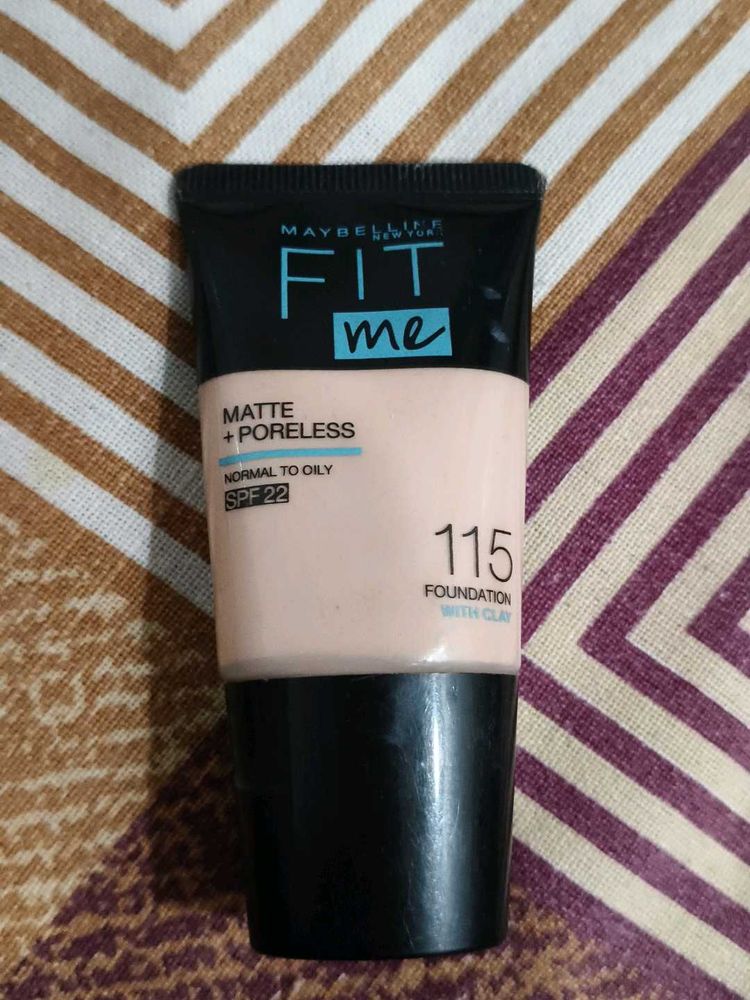 MAYBELLINE
NEW YORK
FIT
me
MATTE
+ PORELESS
NORMAL TO OILY
SPF 22
115
FOUNDATION
WITH CLAY